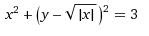 x² + (y − √|x|)² = 3